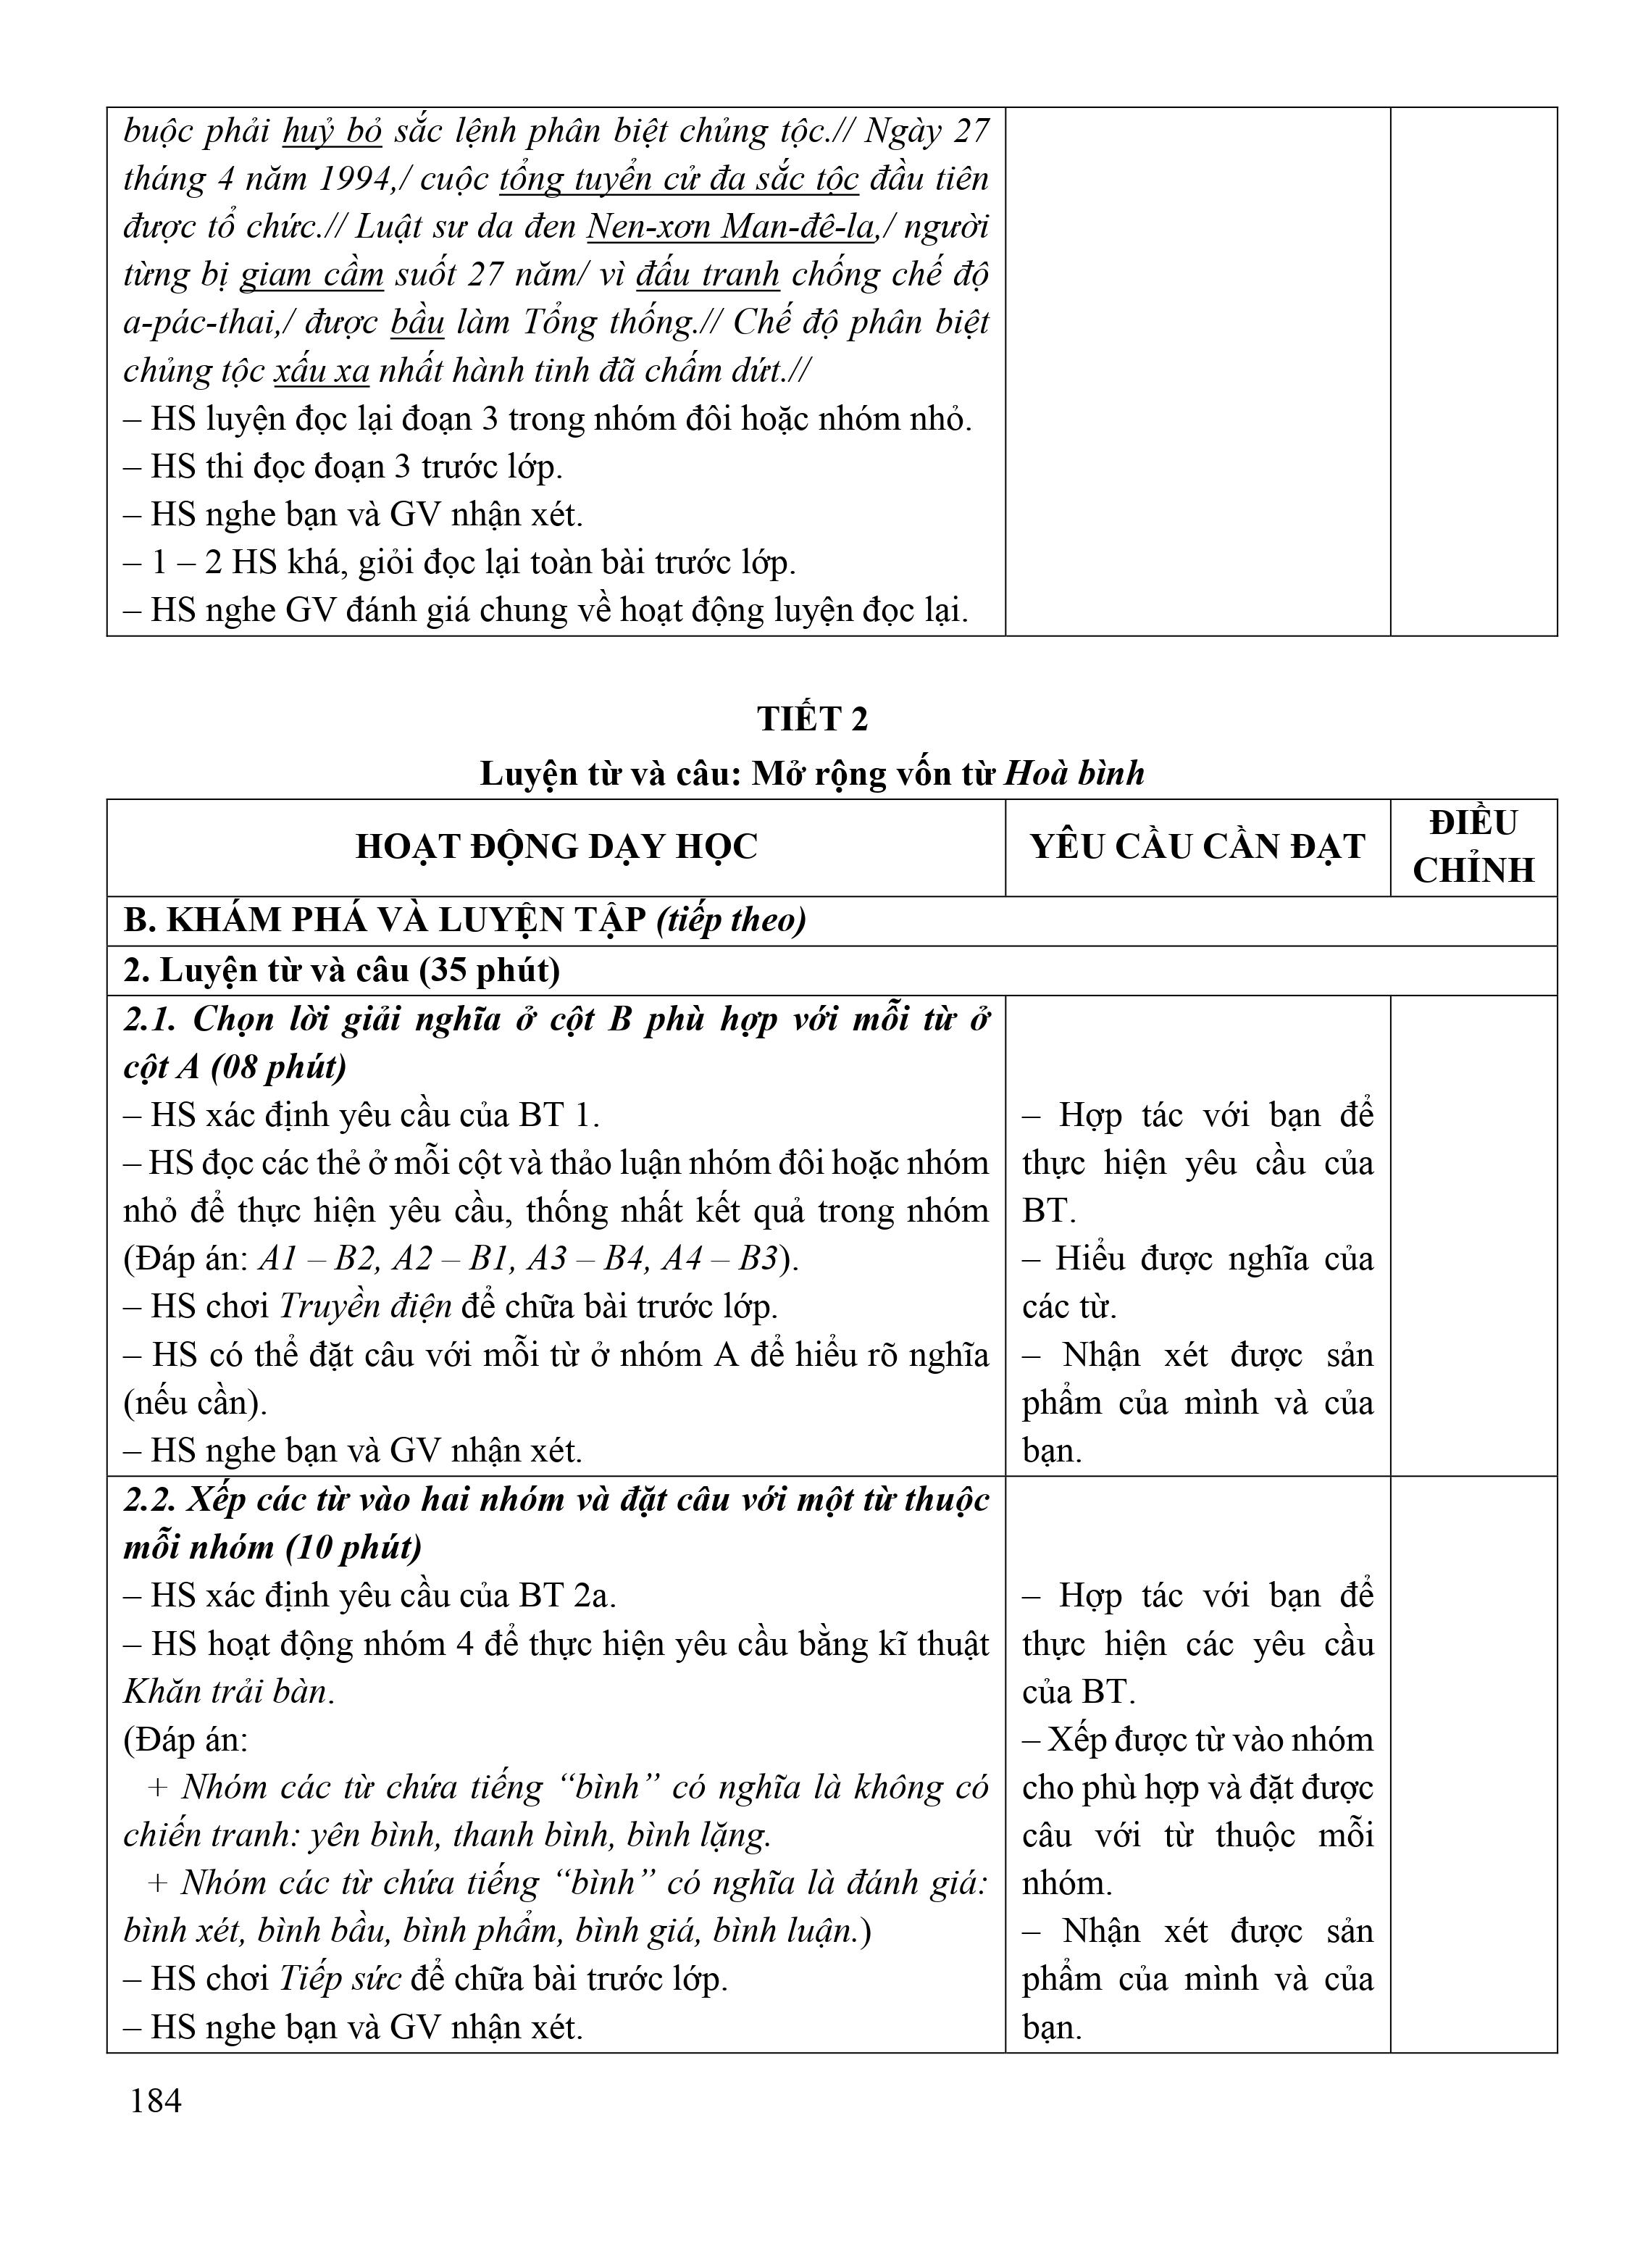 buộc phải huỷ bỏ sắc lệnh phân biệt chủng tộc.// Ngày 27
tháng 4 năm 1994,/ cuộc tổng tuyển cử đa sắc tộc đầu tiên
được tổ chức.// Luật sư da đen Nen-xơn Man-đê-la,/ người
từng bị giam cầm suốt 27 năm/ vì đấu tranh chống chế độ
a-pác-thai,/ được bầu làm Tổng thống.// Chế độ phân biệt
chủng tộc xấu xa nhất hành tinh đã chấm dứt.//
– HS luyện đọc lại đoạn 3 trong nhóm đôi hoặc nhóm nhỏ.
– HS thi đọc đoạn 3 trước lớp.
– HS nghe bạn và GV nhận xét.
– 1 – 2 HS khá, giỏi đọc lại toàn bài trước lớp.
– HS nghe GV đánh giá chung về hoạt động luyện đọc lại.
TIẾT 2
Luyện từ và câu: Mở rộng vốn từ Hoà bình
HOẠT ĐỘNG DẠY HỌC
YÊU CẦU CẦN ĐẠT
ĐIỀU
CHỈNH
B. KHÁM PHÁ VÀ LUYỆN TẬP (tiếp theo)
2. Luyện từ và câu (35 phút)
2.1. Chọn lời giải nghĩa ở cột B phù hợp với mỗi từ ở
cột A (08 phút)
– HS xác định yêu cầu của BT 1.
– HS đọc các thẻ ở mỗi cột và thảo luận nhóm đôi hoặc nhóm
nhỏ để thực hiện yêu cầu, thống nhất kết quả trong nhóm
(Đáp án: A1 – B2, A2 – B1, A3 – B4, A4 – B3).
– HS chơi Truyền điện để chữa bài trước lớp.
– HS có thể đặt câu với mỗi từ ở nhóm A để hiểu rõ nghĩa
(nếu cần).
– HS nghe bạn và GV nhận xét.
– Hợp tác với bạn để
thực hiện yêu cầu của
BT.
– Hiểu được nghĩa của
các từ.
– Nhận xét được sản
phẩm của mình và của
bạn.
2.2. Xếp các từ vào hai nhóm và đặt câu với một từ thuộc
mỗi nhóm (10 phút)
– HS xác định yêu cầu của BT 2a.
– HS hoạt động nhóm 4 để thực hiện yêu cầu bằng kĩ thuật
Khăn trải bàn.
(Đáp án:
+ Nhóm các từ chứa tiếng “bình” có nghĩa là không có
chiến tranh: yên bình, thanh bình, bình lặng.
+ Nhóm các từ chứa tiếng “bình” có nghĩa là đánh giá:
bình xét, bình bầu, bình phẩm, bình giá, bình luận.)
– HS chơi Tiếp sức để chữa bài trước lớp.
– HS nghe bạn và GV nhận xét.
– Hợp tác với bạn để
thực hiện các yêu cầu
của BT.
– Xếp được từ vào nhóm
cho phù hợp và đặt được
câu với từ thuộc mỗi
nhóm.
– Nhận xét được sản
phẩm của mình và của
bạn.
184